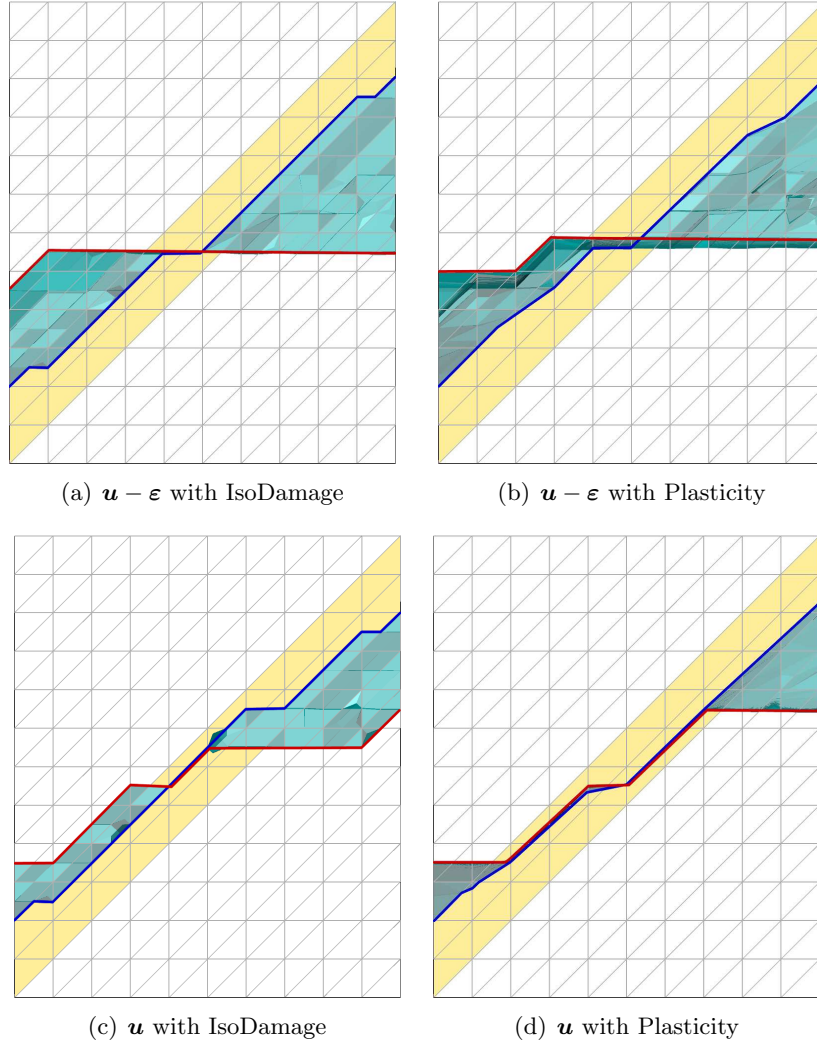 (a) u − ε with IsoDamage
(b) u − ε with Plasticity
(c) u with IsoDamage
(d) u with Plasticity